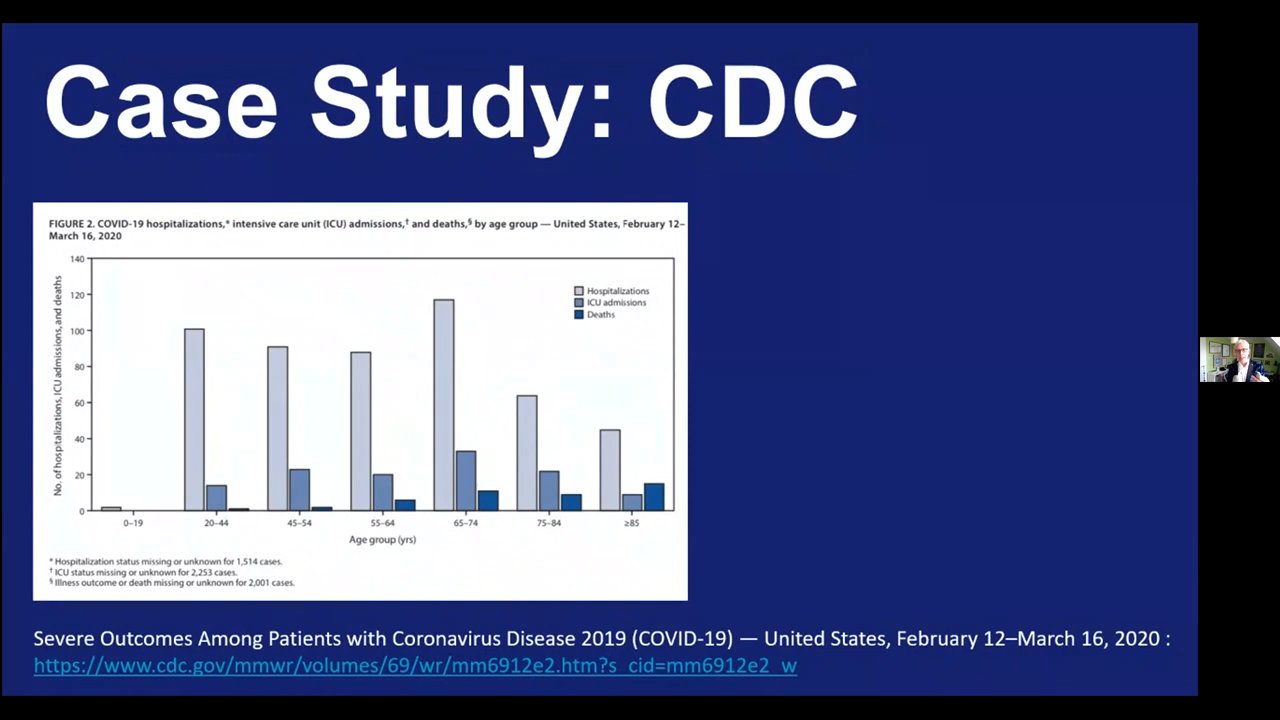 Case Study: CDC
FIGURE 2. COVID-19 hospitalizations,* intensive care unit (ICU) admissions,† and deaths,§ by age group — United States, February 12–
March 16, 2020
No. of hospitalizations, ICU admissions, and deaths
140
120
100
80
60
40
20
0
Hospitalizations
ICU admissions
Deaths
0–19 20–44 45–54 55–64 65–74 75–84 ≥85
Age group (yrs)
* Hospitalization status missing or unknown for 1,514 cases.
† ICU status missing or unknown for 2,253 cases.
§ Illness outcome or death missing or unknown for 2,001 cases.
Severe Outcomes Among Patients with Coronavirus Disease 2019 (COVID-19) — United States, February 12–March 16, 2020 :
https://www.cdc.gov/mmwr/volumes/69/wr/mm6912e2.htm?s_cid=mm6912e2_w